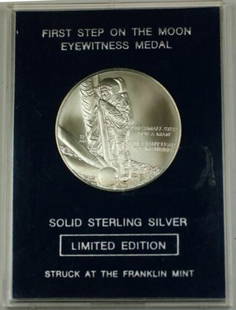 FIRST STEP ON THE MOON
EYEWITNESS MEDAL
SOLID STERLING SILVER
LIMITED EDITION
STRUCK AT THE FRANKLIN MINT